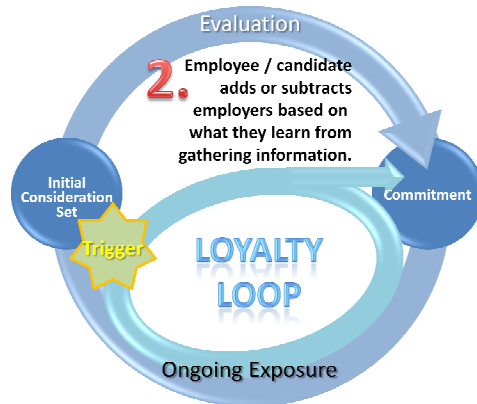 Evaluation
2.
Employee / candidate
adds or subtracts
employers based on
what they learn from
gathering information.
Initial
Consideration
Set
Commitment
Trigger
LOYALTY
LOOP
Ongoing Exposure